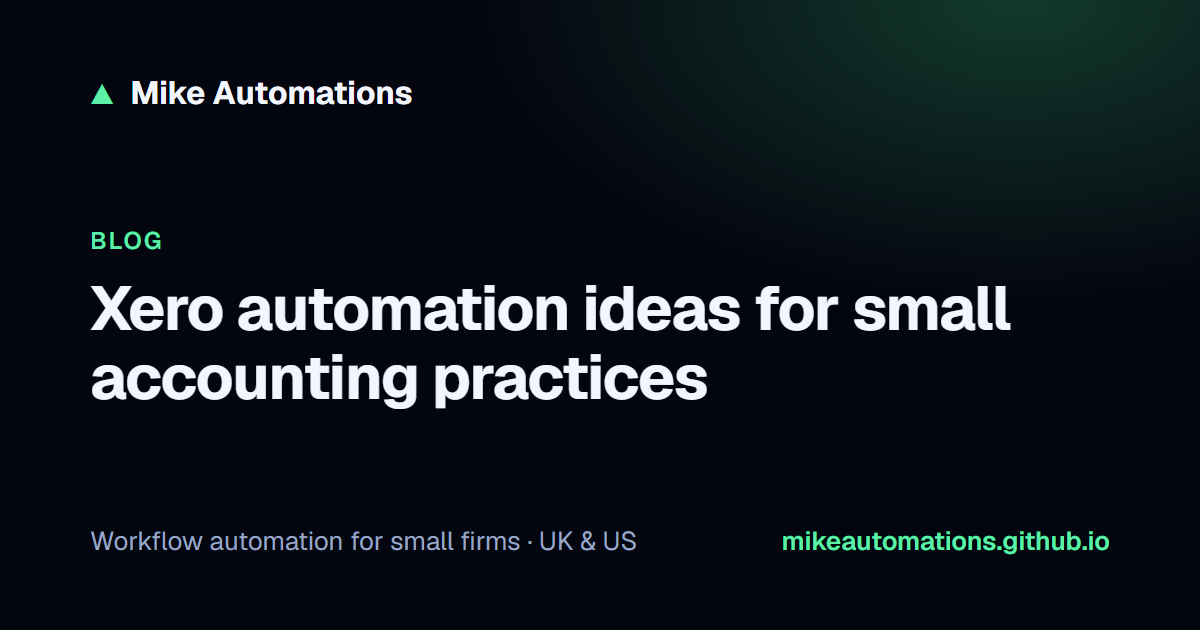 Mike Automations
BLOG
Xero automation ideas for small
accounting practices
Workflow automation for small firms · UK & US
mikeautomations.github.io